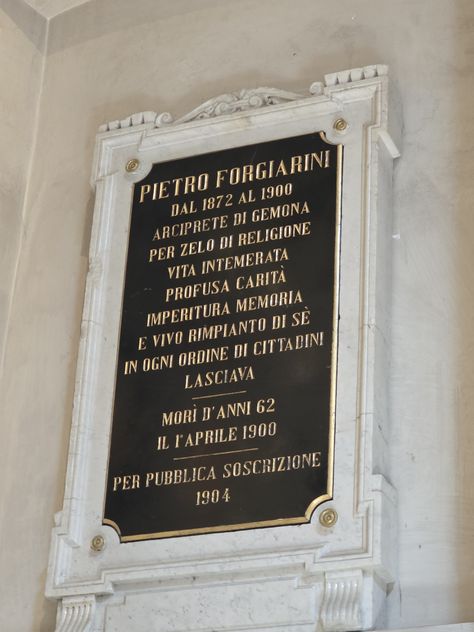 PIETRO FORGIARINI
DAL 1872 AL 1900
ARCIPRETE DI GEMONA
PER ZELO DI RELIGIONE
VITA INTEMERATA
PROFUSA CARITÀ
IMPERITURA MEMORIA
E VIVO RIMPIANTO DI SÈ
IN OGNI ORDINE DI CITTADINI
LASCIAVA
MORÌ D'ANNI 62
IL 1º APRILE 1900
PER PUBBLICA SOSCRIZIONE
1904